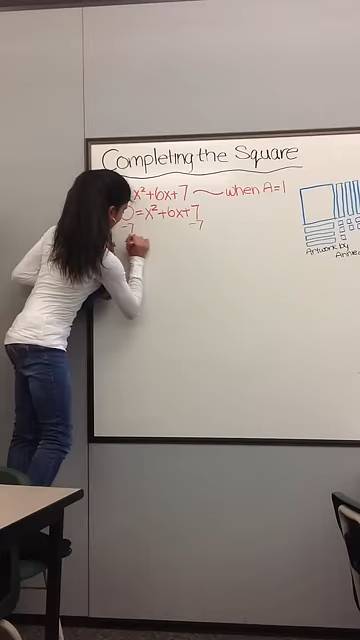 Completing the Square
x²+6x+7 — when A=1
0=x²+6x+7
-7 -7
Artwork by